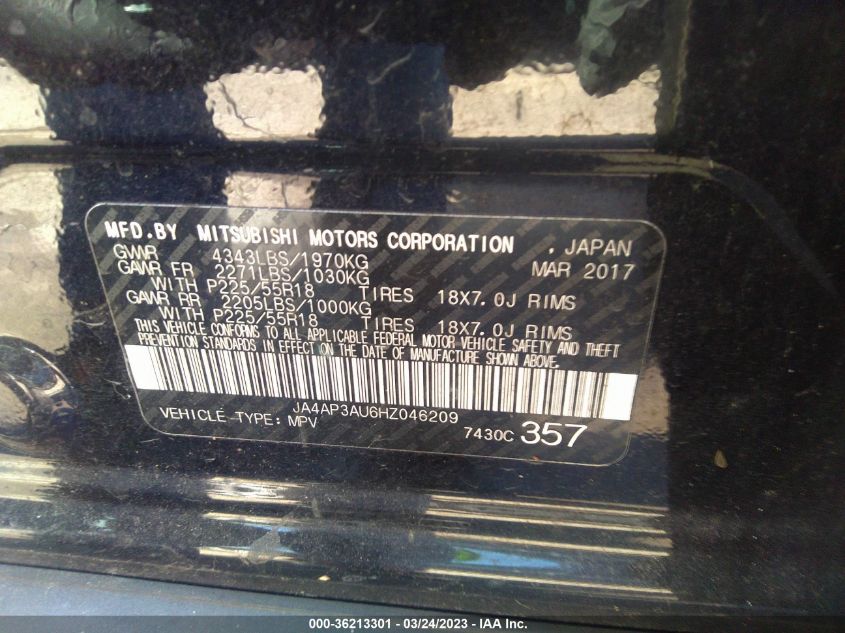 MFD.BY MITSUBISHI MOTORS CORPORATION . JAPAN
GVWR 4343LBS/1970KG MAR 2017
GAWR FR 2271LBS/1030KG
WITH P225/55R18 TIRES 18X7.0J RIMS
GAWR RR 2205LBS/1000KG
WITH P225/55R18 TIRES 18X7.0J RIMS
THIS VEHICLE CONFORMS TO ALL APPLICABLE FEDERAL MOTOR VEHICLE SAFETY AND THEFT
PREVENTION STANDARDS IN EFFECT ON THE DATE OF MANUFACTURE SHOWN ABOVE.
JA4AP3AU6HZ046209
VEHICLE TYPE: MPV 7430C 357
000-36213301 — 03/24/2023 — IAA Inc.